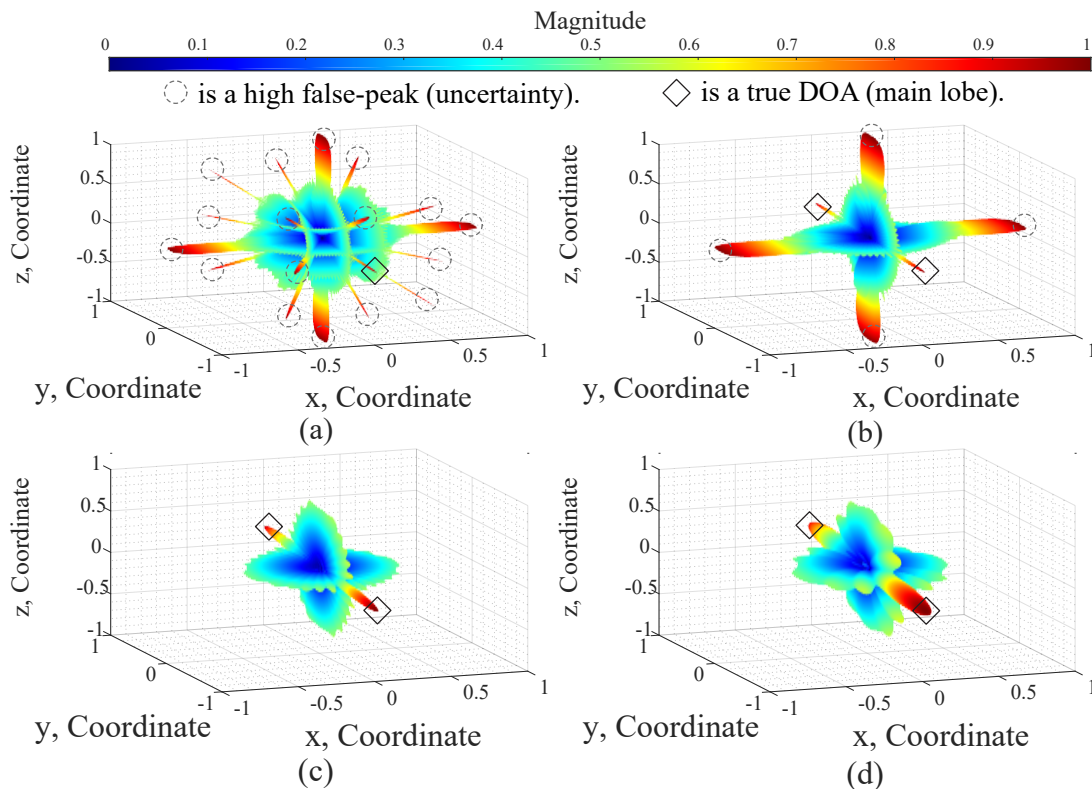 Magnitude
0 0.1 0.2 0.3 0.4 0.5 0.6 0.7 0.8 0.9 1
is a high false-peak (uncertainty). is a true DOA (main lobe).
z, Coordinate
1
0.5
0
-0.5
-1
1
0
-1
-1
-0.5
0
0.5
1
y, Coordinate
x, Coordinate
(a)
z, Coordinate
1
0.5
0
-0.5
-1
1
0
-1
-1
-0.5
0
0.5
1
y, Coordinate
x, Coordinate
(b)
z, Coordinate
1
0.5
0
-0.5
-1
1
0
-1
-1
-0.5
0
0.5
1
y, Coordinate
x, Coordinate
(c)
z, Coordinate
1
0.5
0
-0.5
-1
1
0
-1
-1
-0.5
0
0.5
1
y, Coordinate
x, Coordinate
(d)